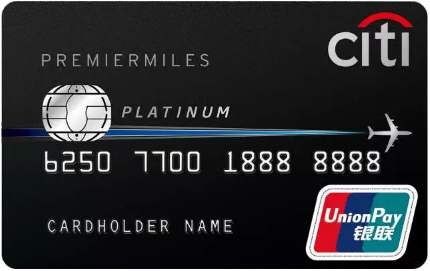 citi
PREMIERMILES
PLATINUM
6250 7700 1888 8888
CARDHOLDER NAME
UnionPay
银联